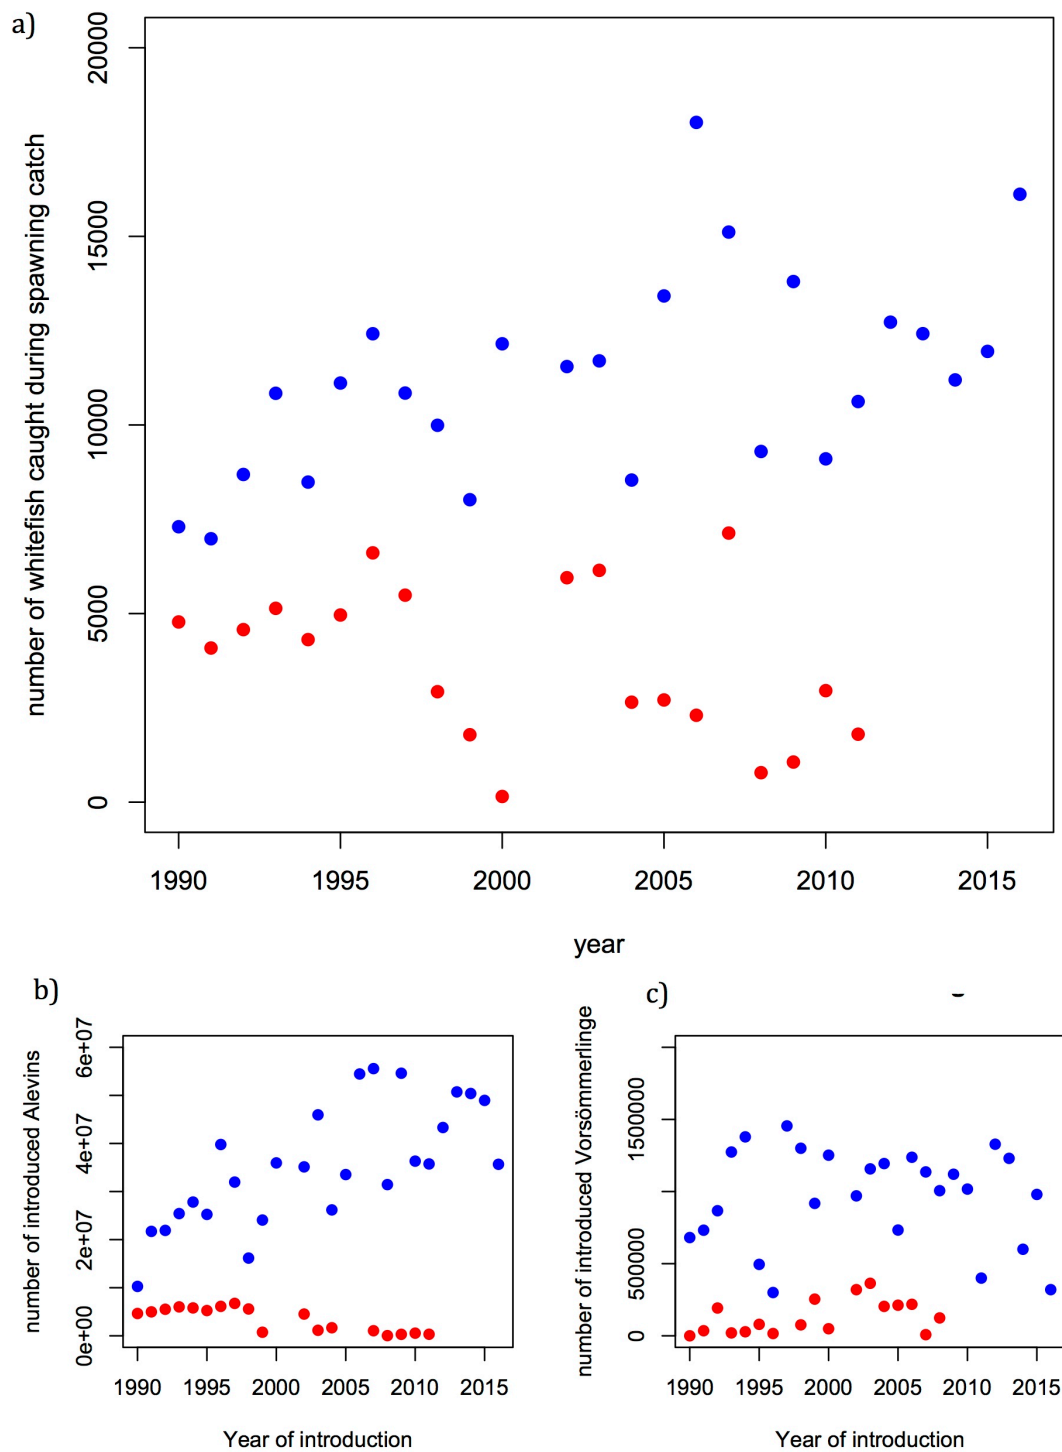 a)
number of whitefish caught during spawning catch
20000
15000
10000
5000
0
1990 1995 2000 2005 2010 2015
year
b)
number of introduced Alevins
6e+07
4e+07
2e+07
0e+00
1990 1995 2000 2005 2010 2015
Year of introduction
c)
number of introduced Vorsömmerlinge
1500000
500000
0
1990 1995 2000 2005 2010 2015
Year of introduction